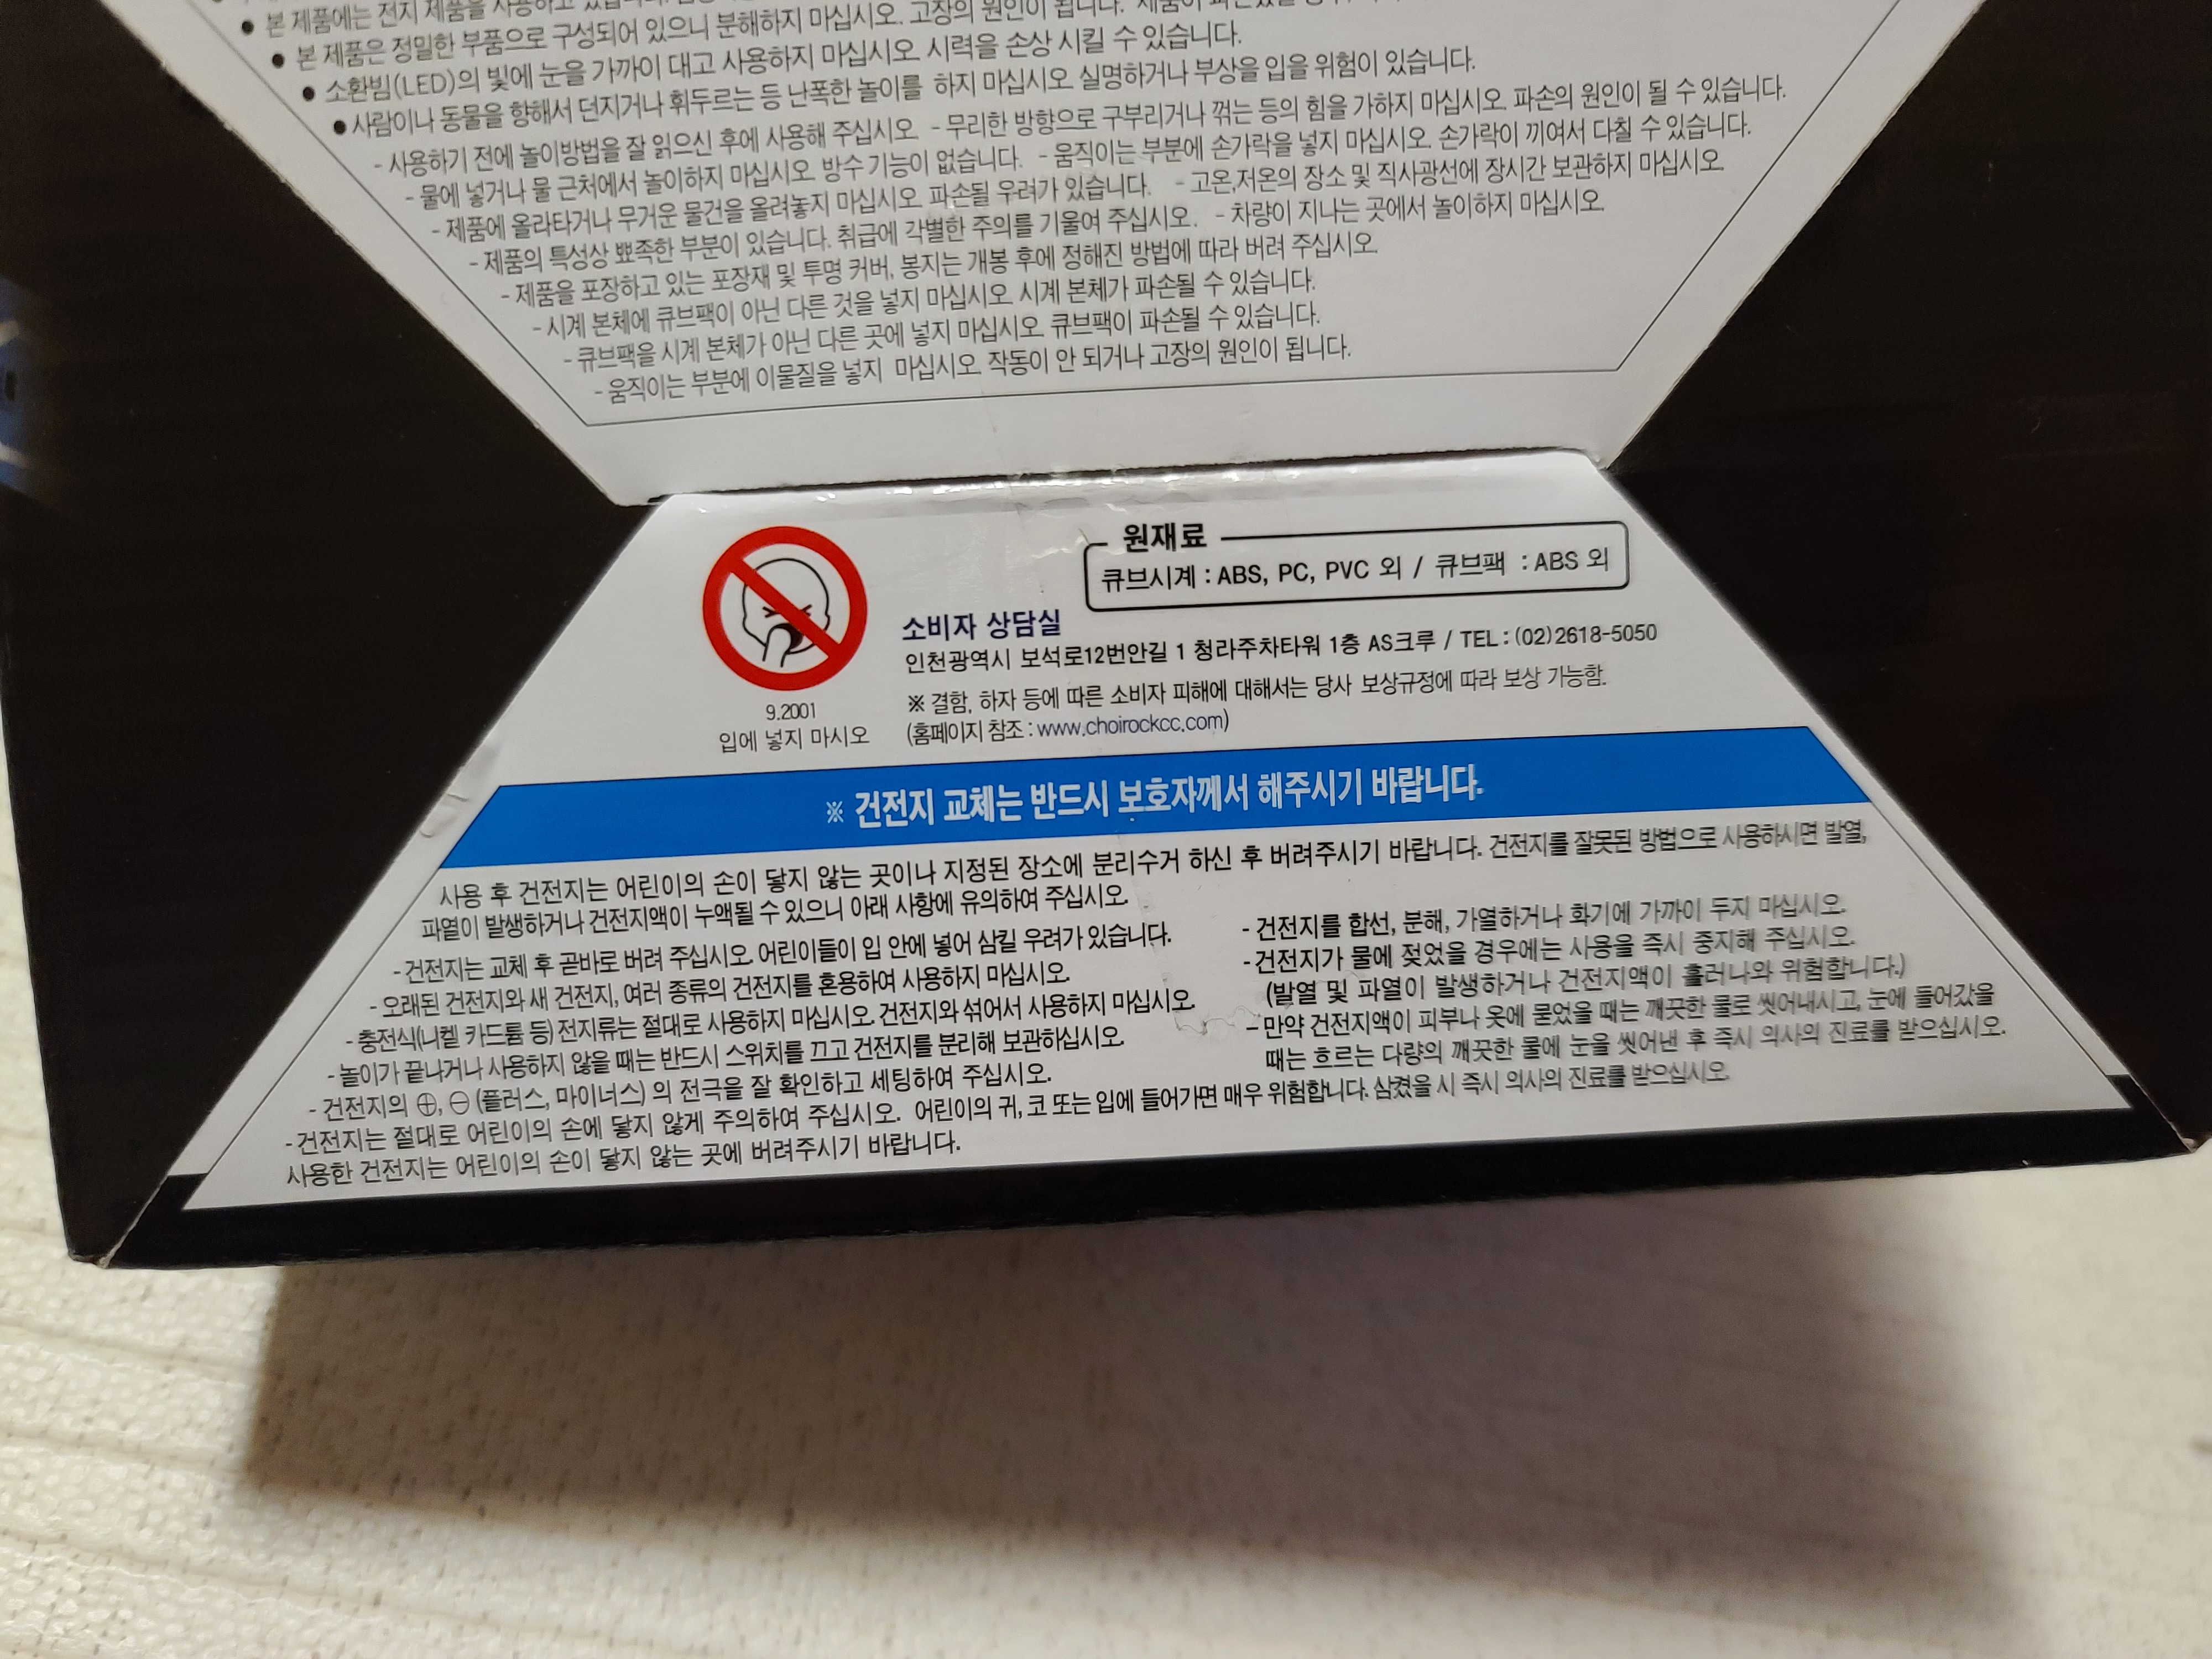 ● 본 제품에는 전지 제품을 사용하고
● 본 제품은 정밀한 부품으로 구성되어 있으니 분해하지 마십시오. 고장의 원인이 됩니다.
● 소환빔(LED)의 빛에 눈을 가까이 대고 사용하지 마십시오. 시력을 손상 시킬 수 있습니다.
● 사람이나 동물을 향해서 던지거나 휘두르는 등 난폭한 놀이를 하지 마십시오. 실명하거나 부상을 입을 위험이 있습니다.
- 사용하기 전에 놀이방법을 잘 읽으신 후에 사용해 주십시오. - 무리한 방향으로 구부리거나 꺾는 등의 힘을 가하지 마십시오. 파손의 원인이 될 수 있습니다.
- 물에 넣거나 물 근처에서 놀이하지 마십시오. 방수 기능이 없습니다. - 움직이는 부분에 손가락을 넣지 마십시오. 손가락이 끼여서 다칠 수 있습니다.
- 제품에 올라타거나 무거운 물건을 올려놓지 마십시오. 파손될 우려가 있습니다. - 고온,저온의 장소 및 직사광선에 장시간 보관하지 마십시오.
- 제품의 특성상 뾰족한 부분이 있습니다. 취급에 각별한 주의를 기울여 주십시오. - 차량이 지나는 곳에서 놀이하지 마십시오.
- 제품을 포장하고 있는 포장재 및 투명 커버, 봉지는 개봉 후에 정해진 방법에 따라 버려 주십시오.
- 시계 본체에 큐브팩이 아닌 다른 것을 넣지 마십시오. 시계 본체가 파손될 수 있습니다.
- 큐브팩을 시계 본체가 아닌 다른 곳에 넣지 마십시오. 큐브팩이 파손될 수 있습니다.
- 움직이는 부분에 이물질을 넣지 마십시오. 작동이 안 되거나 고장의 원인이 됩니다.
원재료
큐브시계 : ABS, PC, PVC 외 / 큐브팩 : ABS 외
9.2001
입에 넣지 마시오
소비자 상담실
인천광역시 보석로12번안길 1 청라주차타워 1층 AS크루 / TEL : (02)2618-5050
※ 결함, 하자 등에 따른 소비자 피해에 대해서는 당사 보상규정에 따라 보상 가능함.
(홈페이지 참조 : www.choirockcc.com)
※ 건전지 교체는 반드시 보호자께서 해주시기 바랍니다.
사용 후 건전지는 어린이의 손이 닿지 않는 곳이나 지정된 장소에 분리수거 하신 후 버려주시기 바랍니다. 건전지를 잘못된 방법으로 사용하시면 발열,
파열이 발생하거나 건전지액이 누액될 수 있으니 아래 사항에 유의하여 주십시오.
- 건전지는 교체 후 곧바로 버려 주십시오. 어린이들이 입 안에 넣어 삼킬 우려가 있습니다.
- 오래된 건전지와 새 건전지, 여러 종류의 건전지를 혼용하여 사용하지 마십시오.
- 충전식(니켈 카드륨 등) 전지류는 절대로 사용하지 마십시오. 건전지와 섞어서 사용하지 마십시오.
- 놀이가 끝나거나 사용하지 않을 때는 반드시 스위치를 끄고 건전지를 분리해 보관하십시오.
- 건전지의 ⊕, ⊖ (플러스, 마이너스) 의 전극을 잘 확인하고 세팅하여 주십시오.
- 건전지를 합선, 분해, 가열하거나 화기에 가까이 두지 마십시오.
- 건전지가 물에 젖었을 경우에는 사용을 즉시 중지해 주십시오.
(발열 및 파열이 발생하거나 건전지액이 흘러나와 위험합니다.)
- 만약 건전지액이 피부나 옷에 묻었을 때는 깨끗한 물로 씻어내시고, 눈에 들어갔을
때는 흐르는 다량의 깨끗한 물에 눈을 씻어낸 후 즉시 의사의 진료를 받으십시오.
- 건전지는 절대로 어린이의 손에 닿지 않게 주의하여 주십시오. 어린이의 귀, 코 또는 입에 들어가면 매우 위험합니다. 삼켰을 시 즉시 의사의 진료를 받으십시오.
사용한 건전지는 어린이의 손이 닿지 않는 곳에 버려주시기 바랍니다.